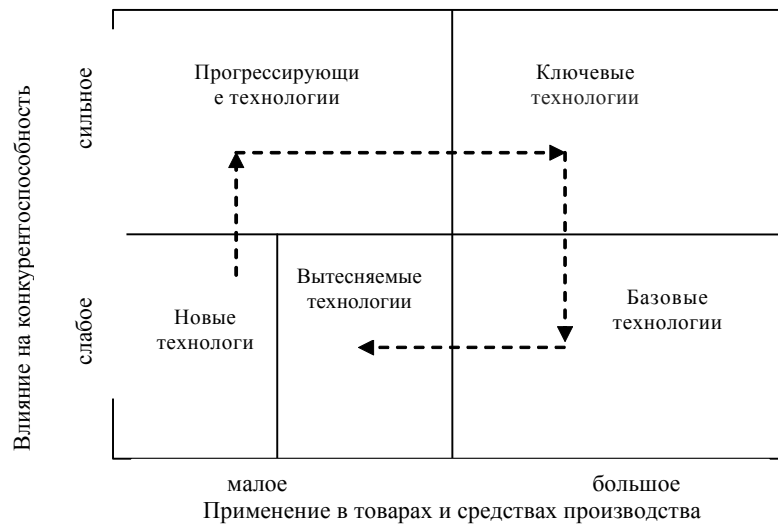 Влияние на конкурентоспособность
сильное
слабое
Прогрессирующи
е технологии
Ключевые
технологии
Новые
технологи
Вытесняемые
технологии
Базовые
технологии
малое
большое
Применение в товарах и средствах производства